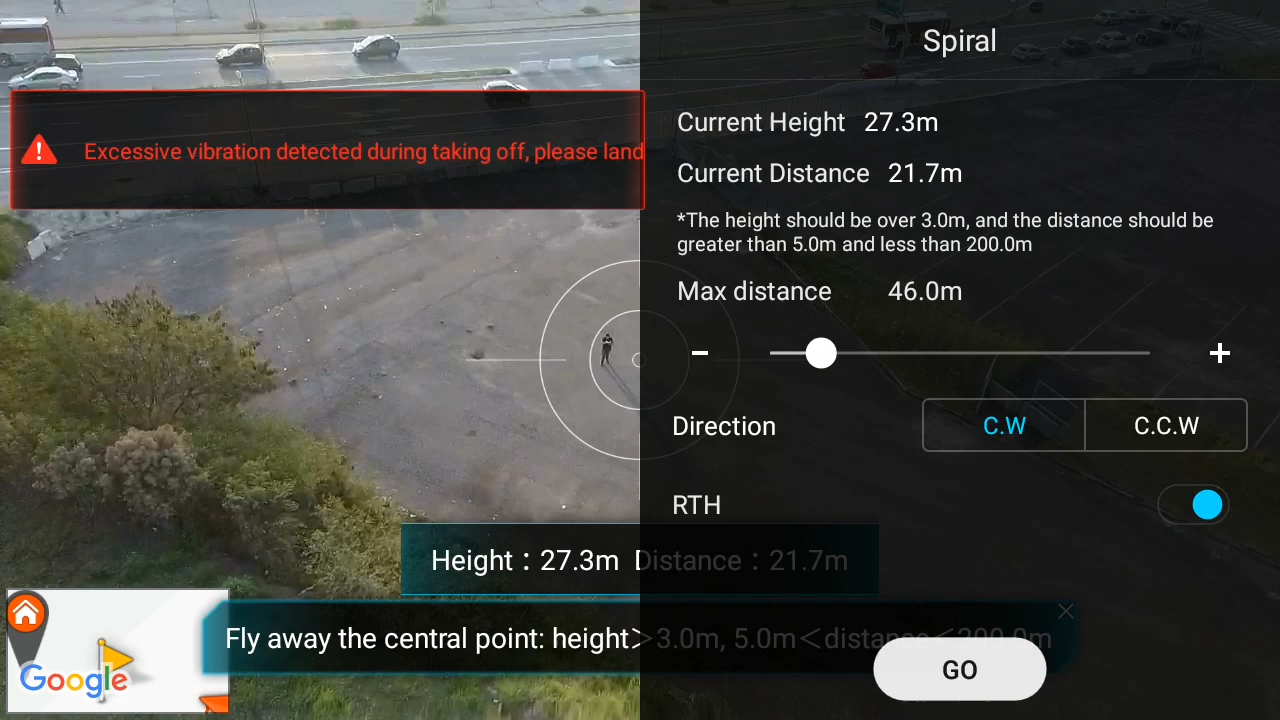 Spiral
Excessive vibration detected during taking off, please land
Current Height 27.3m
Current Distance 21.7m
*The height should be over 3.0m, and the distance should be
greater than 5.0m and less than 200.0m
Max distance 46.0m
Direction C.W C.C.W
RTH
Height：27.3m Distance：21.7m
Fly away the central point: height＞3.0m, 5.0m＜distance＜200.0m
Google
GO